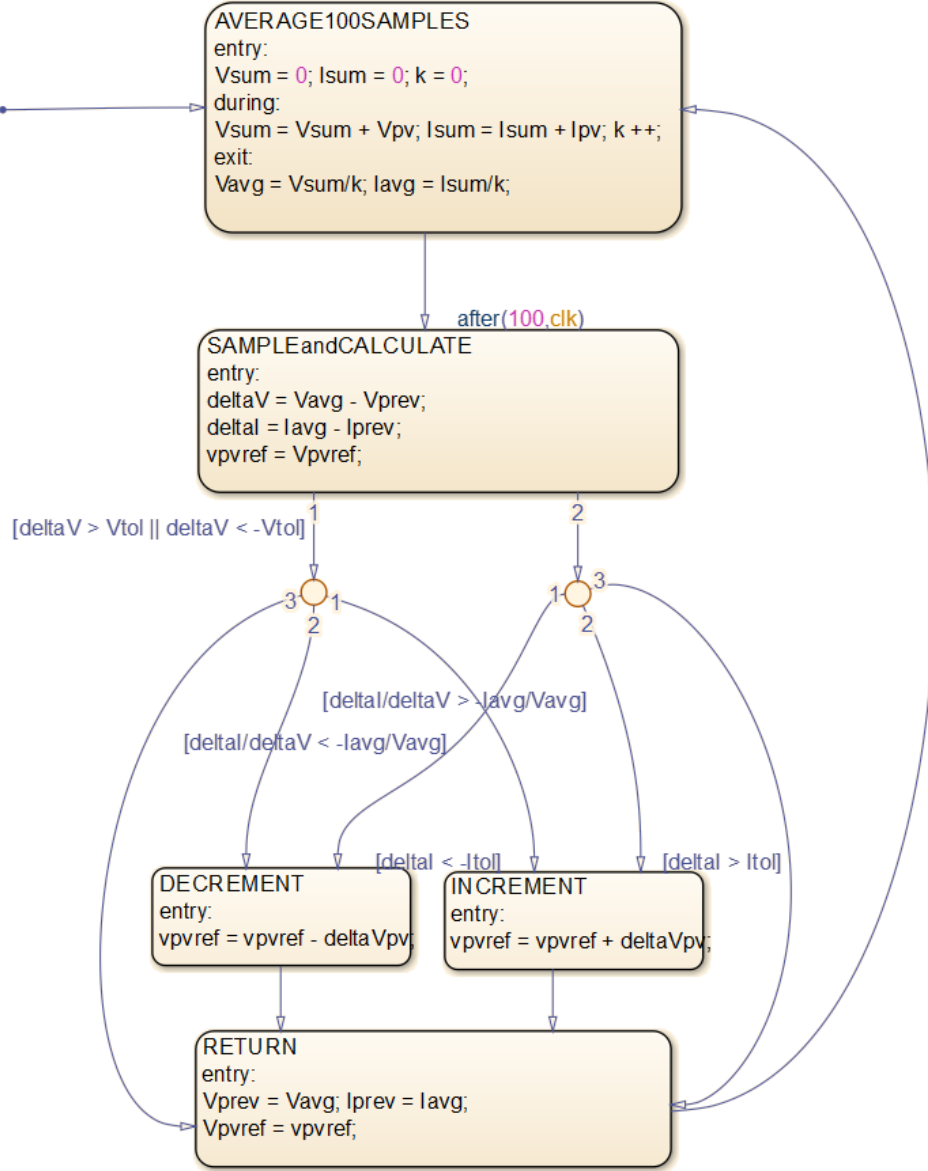 AVERAGE100SAMPLES
entry:
Vsum = 0; Isum = 0; k = 0;
during:
Vsum = Vsum + Vpv; Isum = Isum + Ipv; k ++;
exit:
Vavg = Vsum/k; Iavg = Isum/k;
after(100,clk)
SAMPLEandCALCULATE
entry:
deltaV = Vavg - Vprev;
deltaI = Iavg - Iprev;
vpvref = Vpvref;
1
2
[deltaV > Vtol || deltaV < -Vtol]
3
1
2
1
3
2
[deltaI/deltaV > -Iavg/Vavg]
[deltaI/deltaV < -Iavg/Vavg]
[deltaI < -Itol]
[deltaI > Itol]
DECREMENT
entry:
vpvref = vpvref - deltaVpv;
INCREMENT
entry:
vpvref = vpvref + deltaVpv;
RETURN
entry:
Vprev = Vavg; Iprev = Iavg;
Vpvref = vpvref;